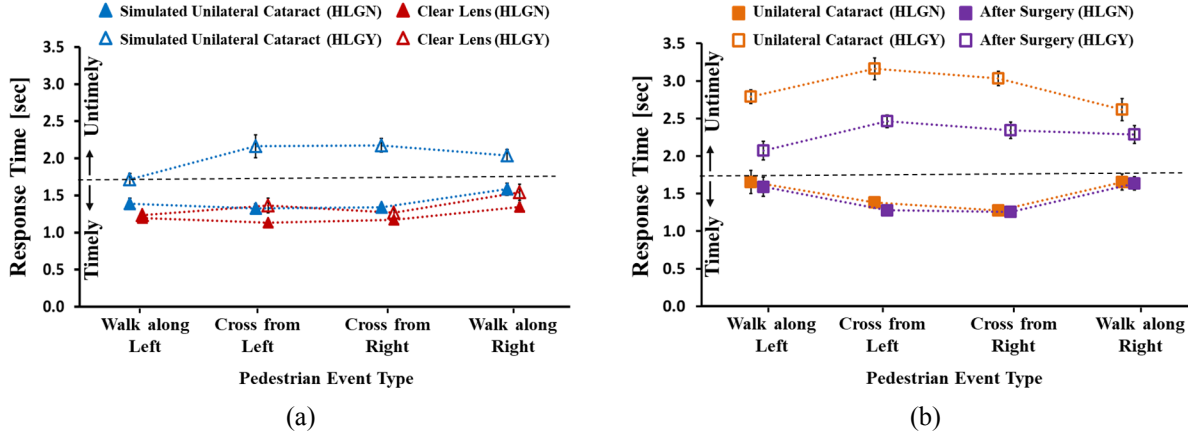 Simulated Unilateral Cataract (HLGN)
Clear Lens (HLGN)
Simulated Unilateral Cataract (HLGY)
Clear Lens (HLGY)
Response Time [sec]
3.5
3.0
2.5
2.0
1.5
1.0
0.5
0.0
Untimely
Timely
Walk along
Left
Cross from
Left
Cross from
Right
Walk along
Right
Pedestrian Event Type
(a)
Unilateral Cataract (HLGN)
After Surgery (HLGN)
Unilateral Cataract (HLGY)
After Surgery (HLGY)
Response Time [sec]
3.5
3.0
2.5
2.0
1.5
1.0
0.5
0.0
Untimely
Timely
Walk along
Left
Cross from
Left
Cross from
Right
Walk along
Right
Pedestrian Event Type
(b)